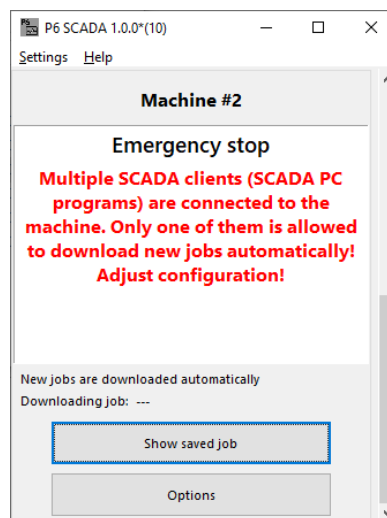 P6 SCADA 1.0.0*(10)
Settings Help
Machine #2
Emergency stop
Multiple SCADA clients (SCADA PC
programs) are connected to the
machine. Only one of them is allowed
to download new jobs automatically!
Adjust configuration!
New jobs are downloaded automatically
Downloading job: ---
Show saved job
Options